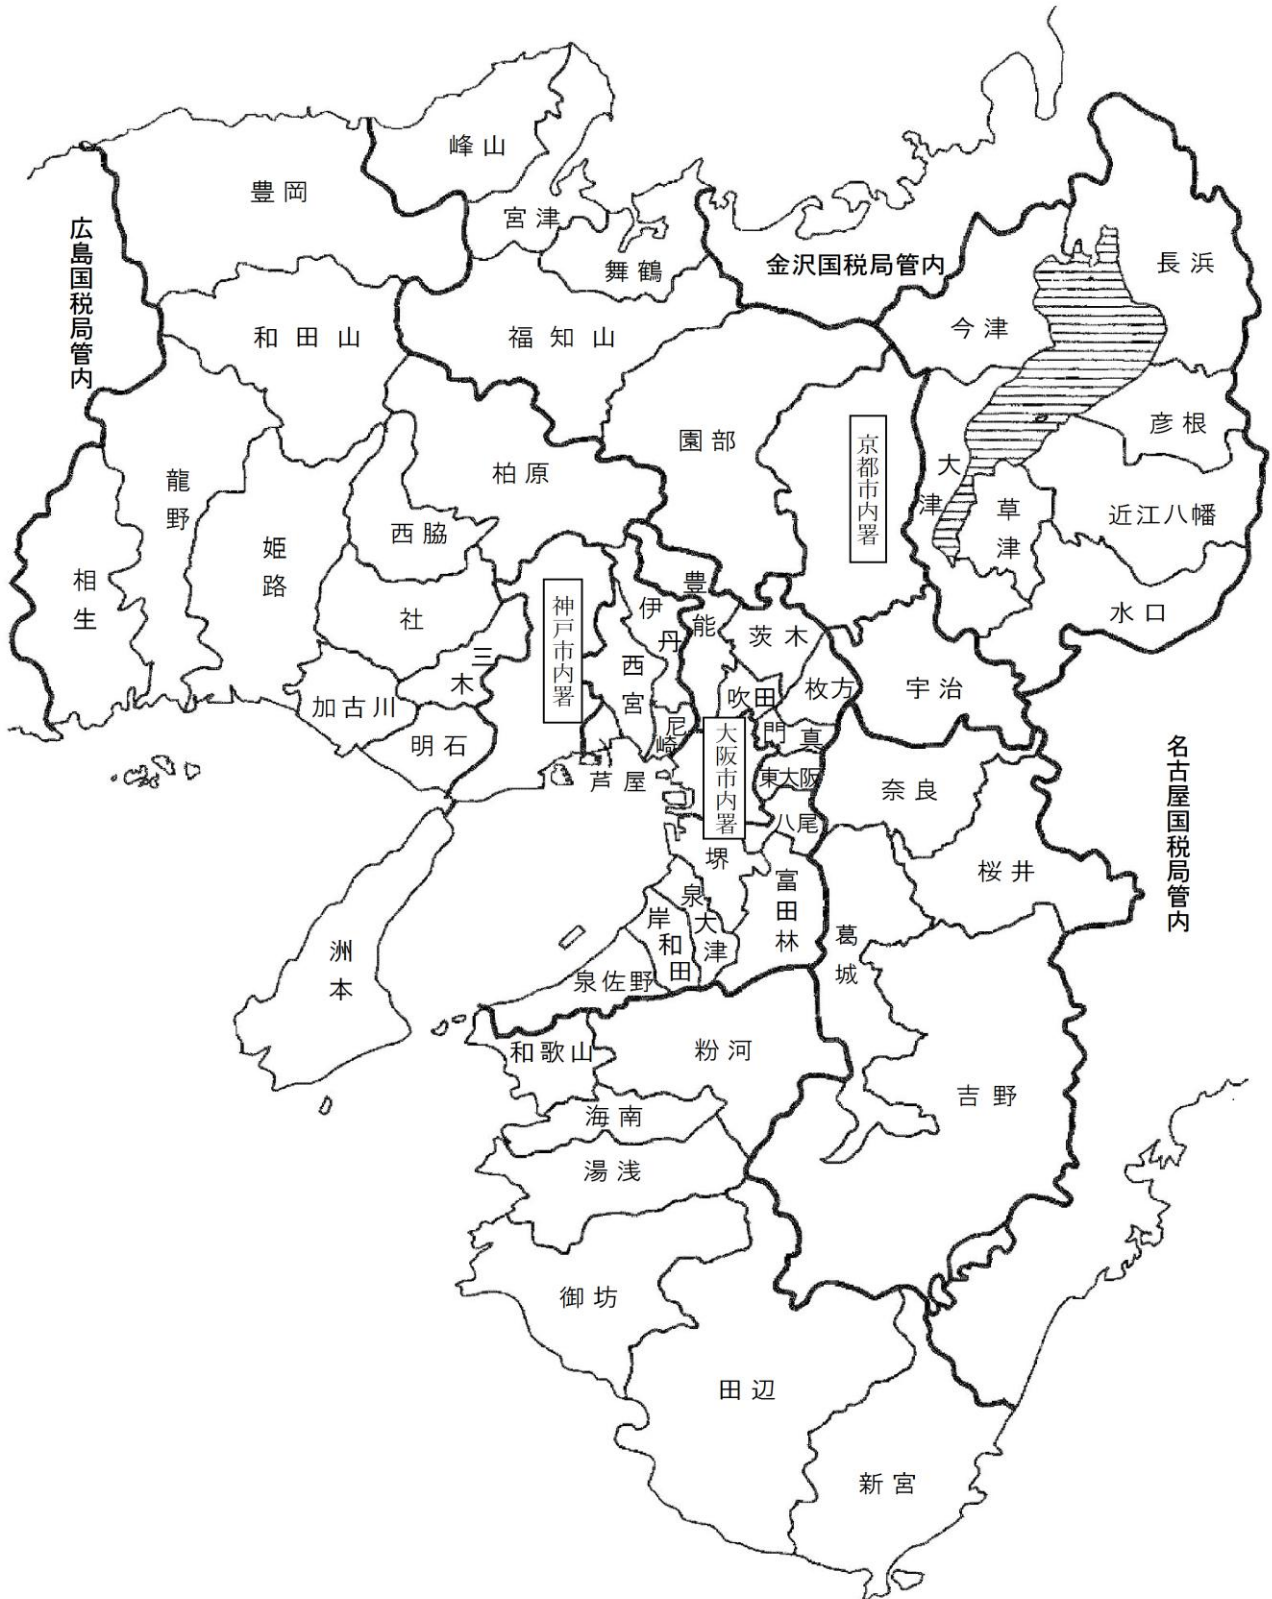 峰山
豊岡
宮津
舞鶴
広島国税局管内
金沢国税局管内
長浜
和田山
福知山
今津
園部
京都市内署
大津
彦根
柏原
龍野
西脇
姫路
草津
近江八幡
相生
社
神戸市内署
伊丹
豊能
茨木
水口
三木
西宮
吹田
枚方
宇治
加古川
明石
尼崎
芦屋
大阪市内署
門真
東大阪
八尾
奈良
名古屋国税局管内
堺
桜井
泉大津
富田林
岸和田
葛城
洲本
泉佐野
和歌山
粉河
吉野
海南
湯浅
御坊
田辺
新宮